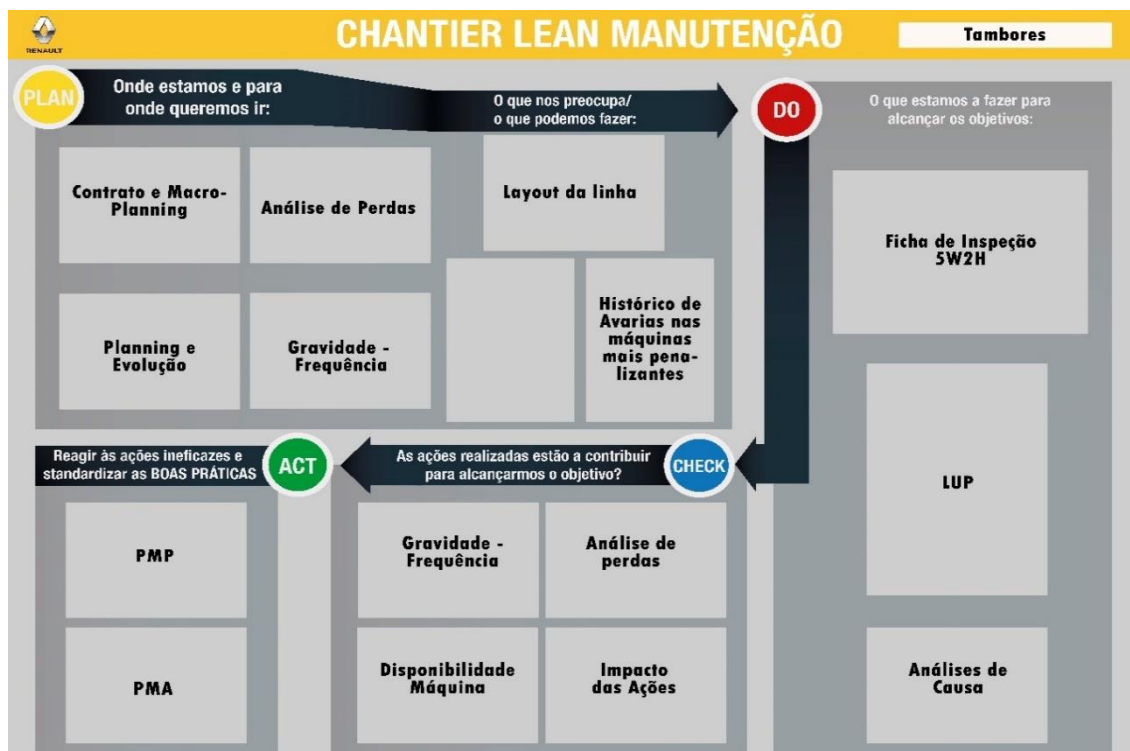 RENAULT
CHANTIER LEAN MANUTENÇÃO
Tambores
PLAN
Onde estamos e para
onde queremos ir:
O que nos preocupa/
o que podemos fazer:
DO
O que estamos a fazer para
alcançar os objetivos:
Contrato e Macro-
Planning
Análise de Perdas
Layout da linha
Planning e
Evolução
Gravidade -
Frequência
Histórico de
Avarias nas
máquinas
mais pena-
lizantes
Ficha de Inspeção
5W2H
LUP
Análises de
Causa
CHECK
As ações realizadas estão a contribuir
para alcançarmos o objetivo?
Gravidade -
Frequência
Análise de
perdas
Disponibilidade
Máquina
Impacto
das Ações
ACT
Reagir às ações ineficazes e
standardizar as BOAS PRÁTICAS
PMP
PMA